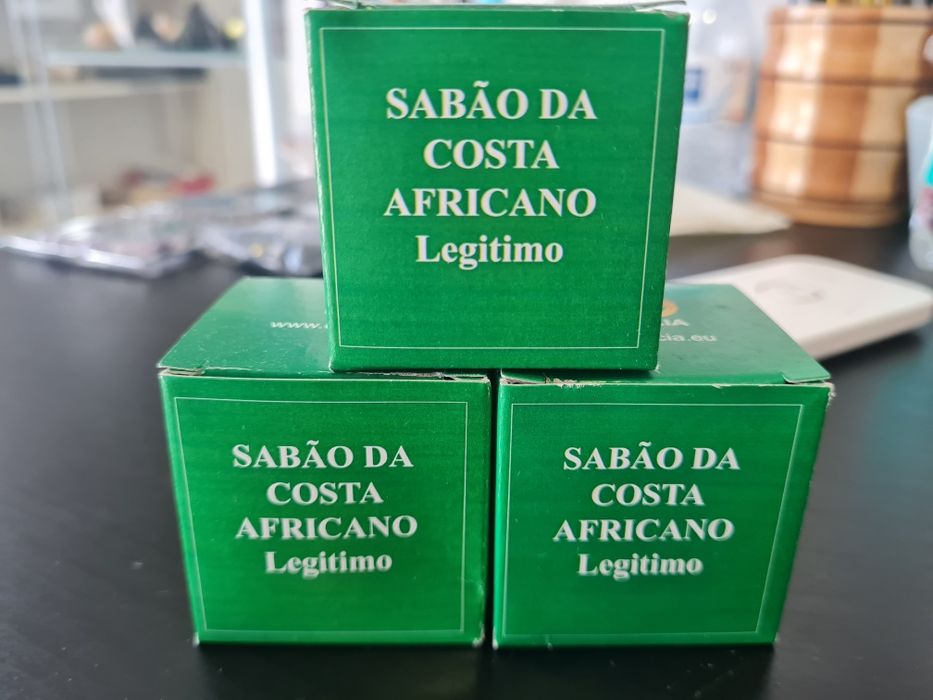 SABÃO DA
COSTA
AFRICANO
Legitimo
SABÃO DA
COSTA
AFRICANO
Legitimo
SABÃO DA
COSTA
AFRICANO
Legitimo